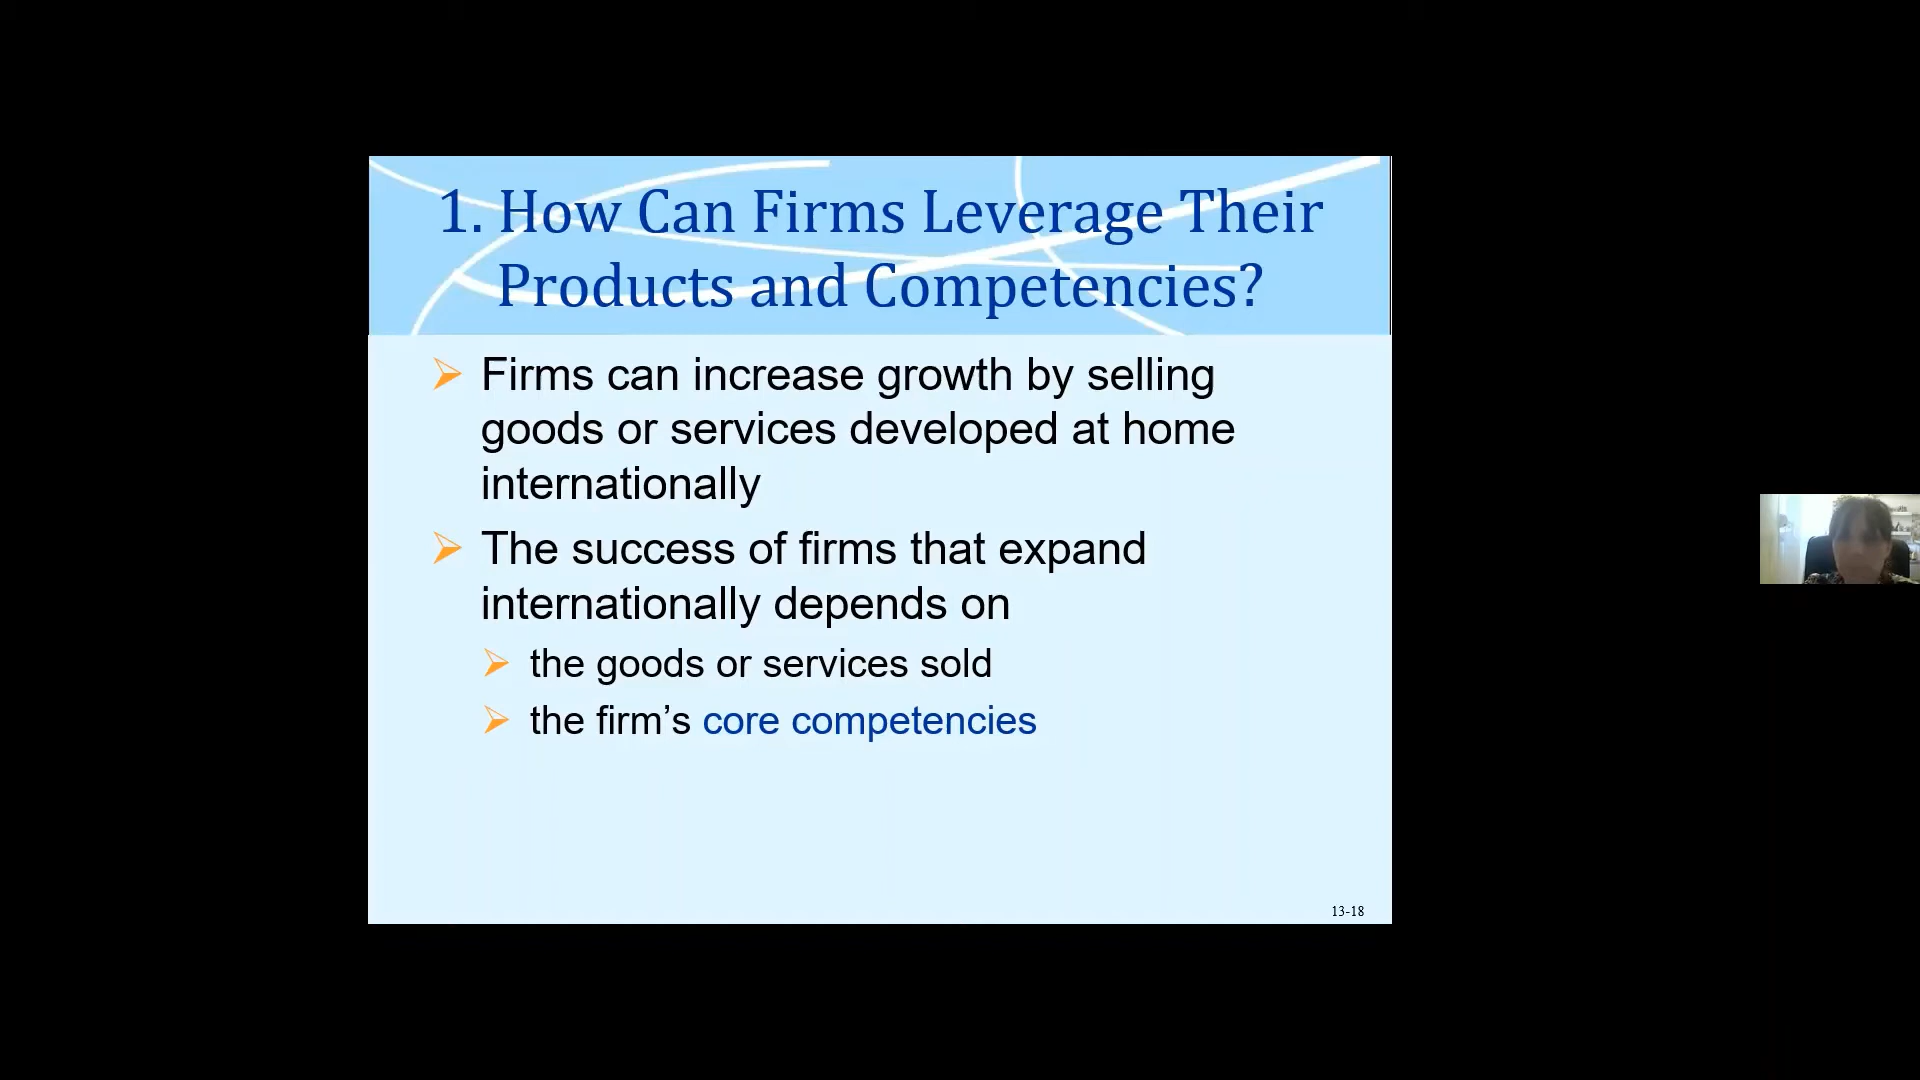 1. How Can Firms Leverage Their
Products and Competencies?
Firms can increase growth by selling
goods or services developed at home
internationally
The success of firms that expand
internationally depends on
the goods or services sold
the firm’s core competencies
13-18